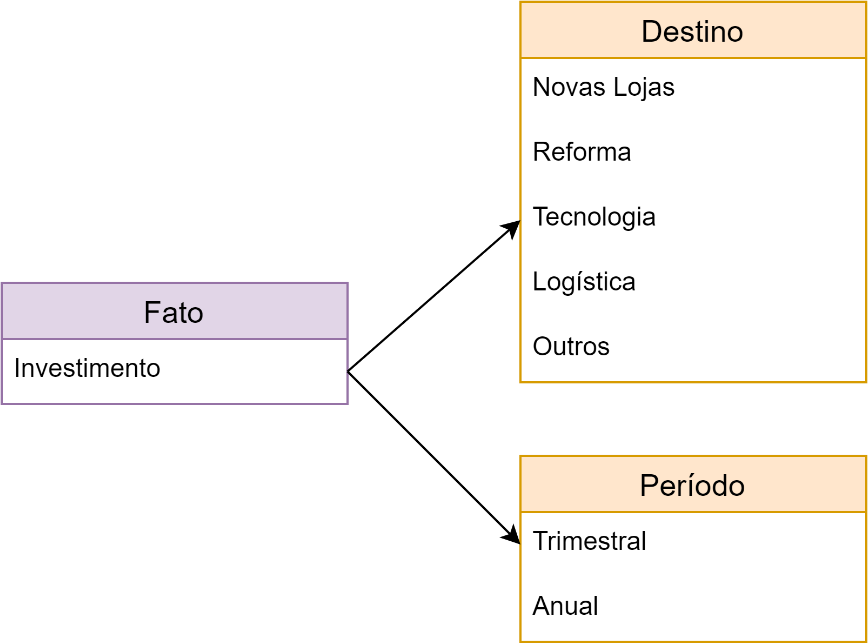 Destino
Novas Lojas
Reforma
Tecnologia
Logística
Outros
Fato
Investimento
Período
Trimestral
Anual